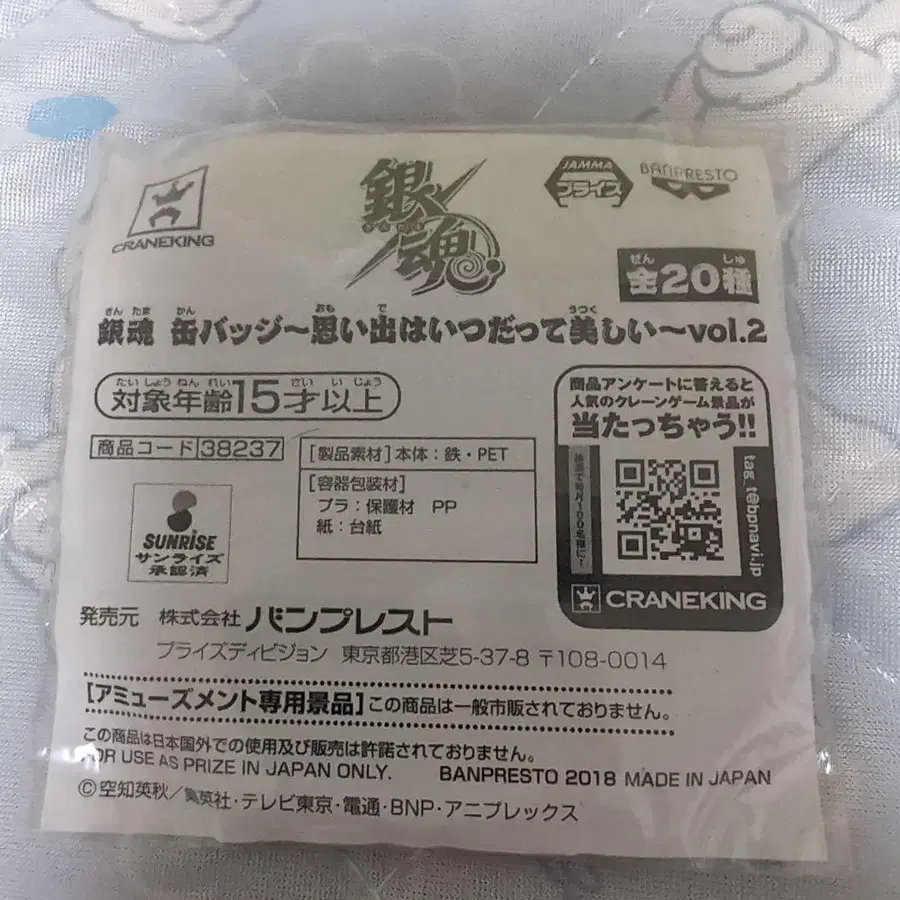 CRANEKING
銀魂
JAMMA
プライズ
BANPRESTO
ぜん しゅ
全20種
ぎん たま かん おも で うつく
銀魂 缶バッジ～思い出はいつだって美しい～vol.2
たいしょうねんれい さい いじょう
対象年齢15才以上
商品コード 38237
[製品素材]本体：鉄・PET
[容器包装材]
プラ：保護材 PP
紙：台紙
SUNRISE
サンライズ
承認済
商品アンケートに答えると
人気のクレーンゲーム景品が
当たっちゃう!!
抽選で毎月100名様に！
tag_t@bpnavi.jp
CRANEKING
発売元 株式会社 バンプレスト
プライズディビジョン 東京都港区芝5-37-8 〒108-0014
[アミューズメント専用景品]この商品は一般市販されておりません。
この商品は日本国外での使用及び販売は許諾されておりません。
FOR USE AS PRIZE IN JAPAN ONLY. BANPRESTO 2018 MADE IN JAPAN
©空知英秋／集英社・テレビ東京・電通・BNP・アニプレックス